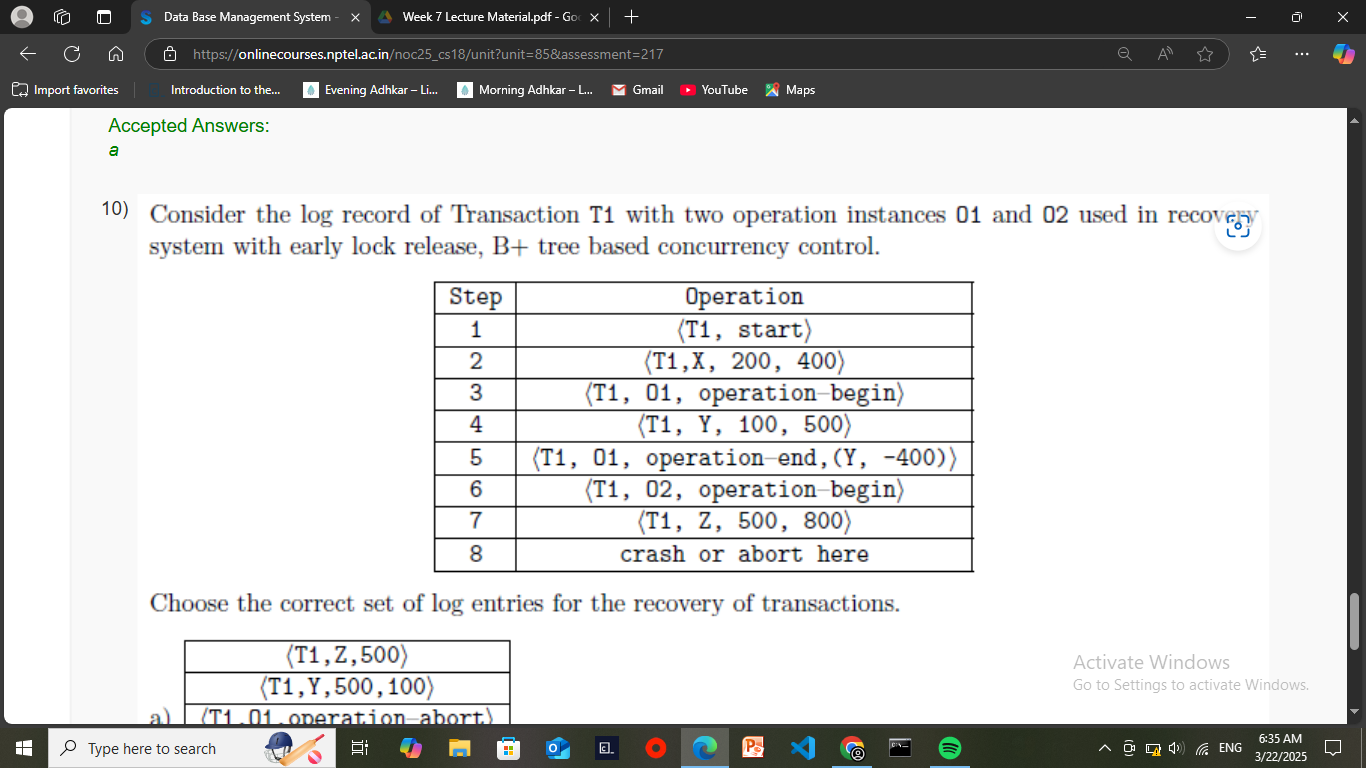 Data Base Management System -
Week 7 Lecture Material.pdf - Goo
https://onlinecourses.nptel.ac.in/noc25_cs18/unit?unit=85&assessment=217
Import favorites
Introduction to the...
Evening Adhkar – Li...
Morning Adhkar – L...
Gmail
YouTube
Maps
Accepted Answers:
a
10)
Consider the log record of Transaction T1 with two operation instances O1 and O2 used in recovery
system with early lock release, B+ tree based concurrency control.
Step Operation
1 ⟨T1, start⟩
2 ⟨T1,X, 200, 400⟩
3 ⟨T1, O1, operation-begin⟩
4 ⟨T1, Y, 100, 500⟩
5 ⟨T1, O1, operation-end,(Y, -400)⟩
6 ⟨T1, O2, operation-begin⟩
7 ⟨T1, Z, 500, 800⟩
8 crash or abort here
Choose the correct set of log entries for the recovery of transactions.
⟨T1,Z,500⟩
⟨T1,Y,500,100⟩
a) ⟨T1,O1,operation-abort⟩
Activate Windows
Go to Settings to activate Windows.
Type here to search
ENG
6:35 AM
3/22/2025